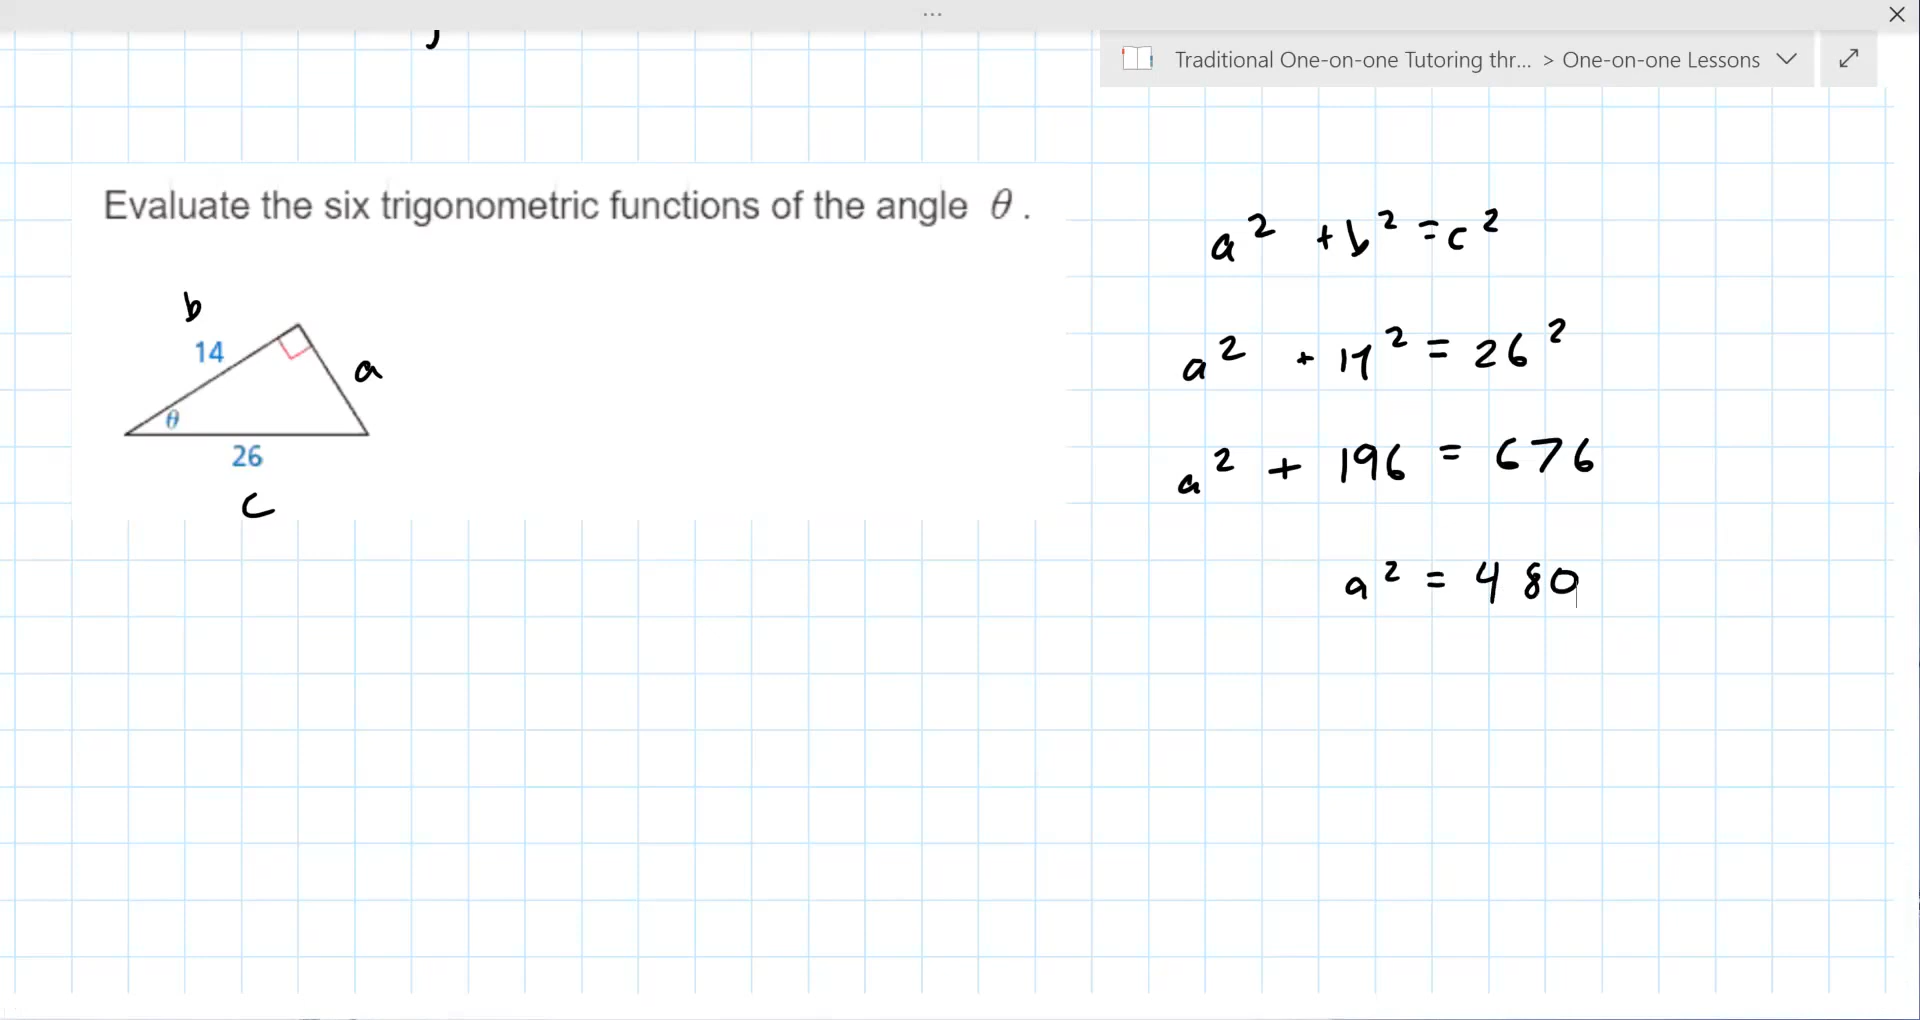 Traditional One-on-one Tutoring thr... > One-on-one Lessons
Evaluate the six trigonometric functions of the angle θ .
b
14
a
θ
26
c
a² + b² = c²
a² + 14² = 26²
a² + 196 = 676
a² = 480